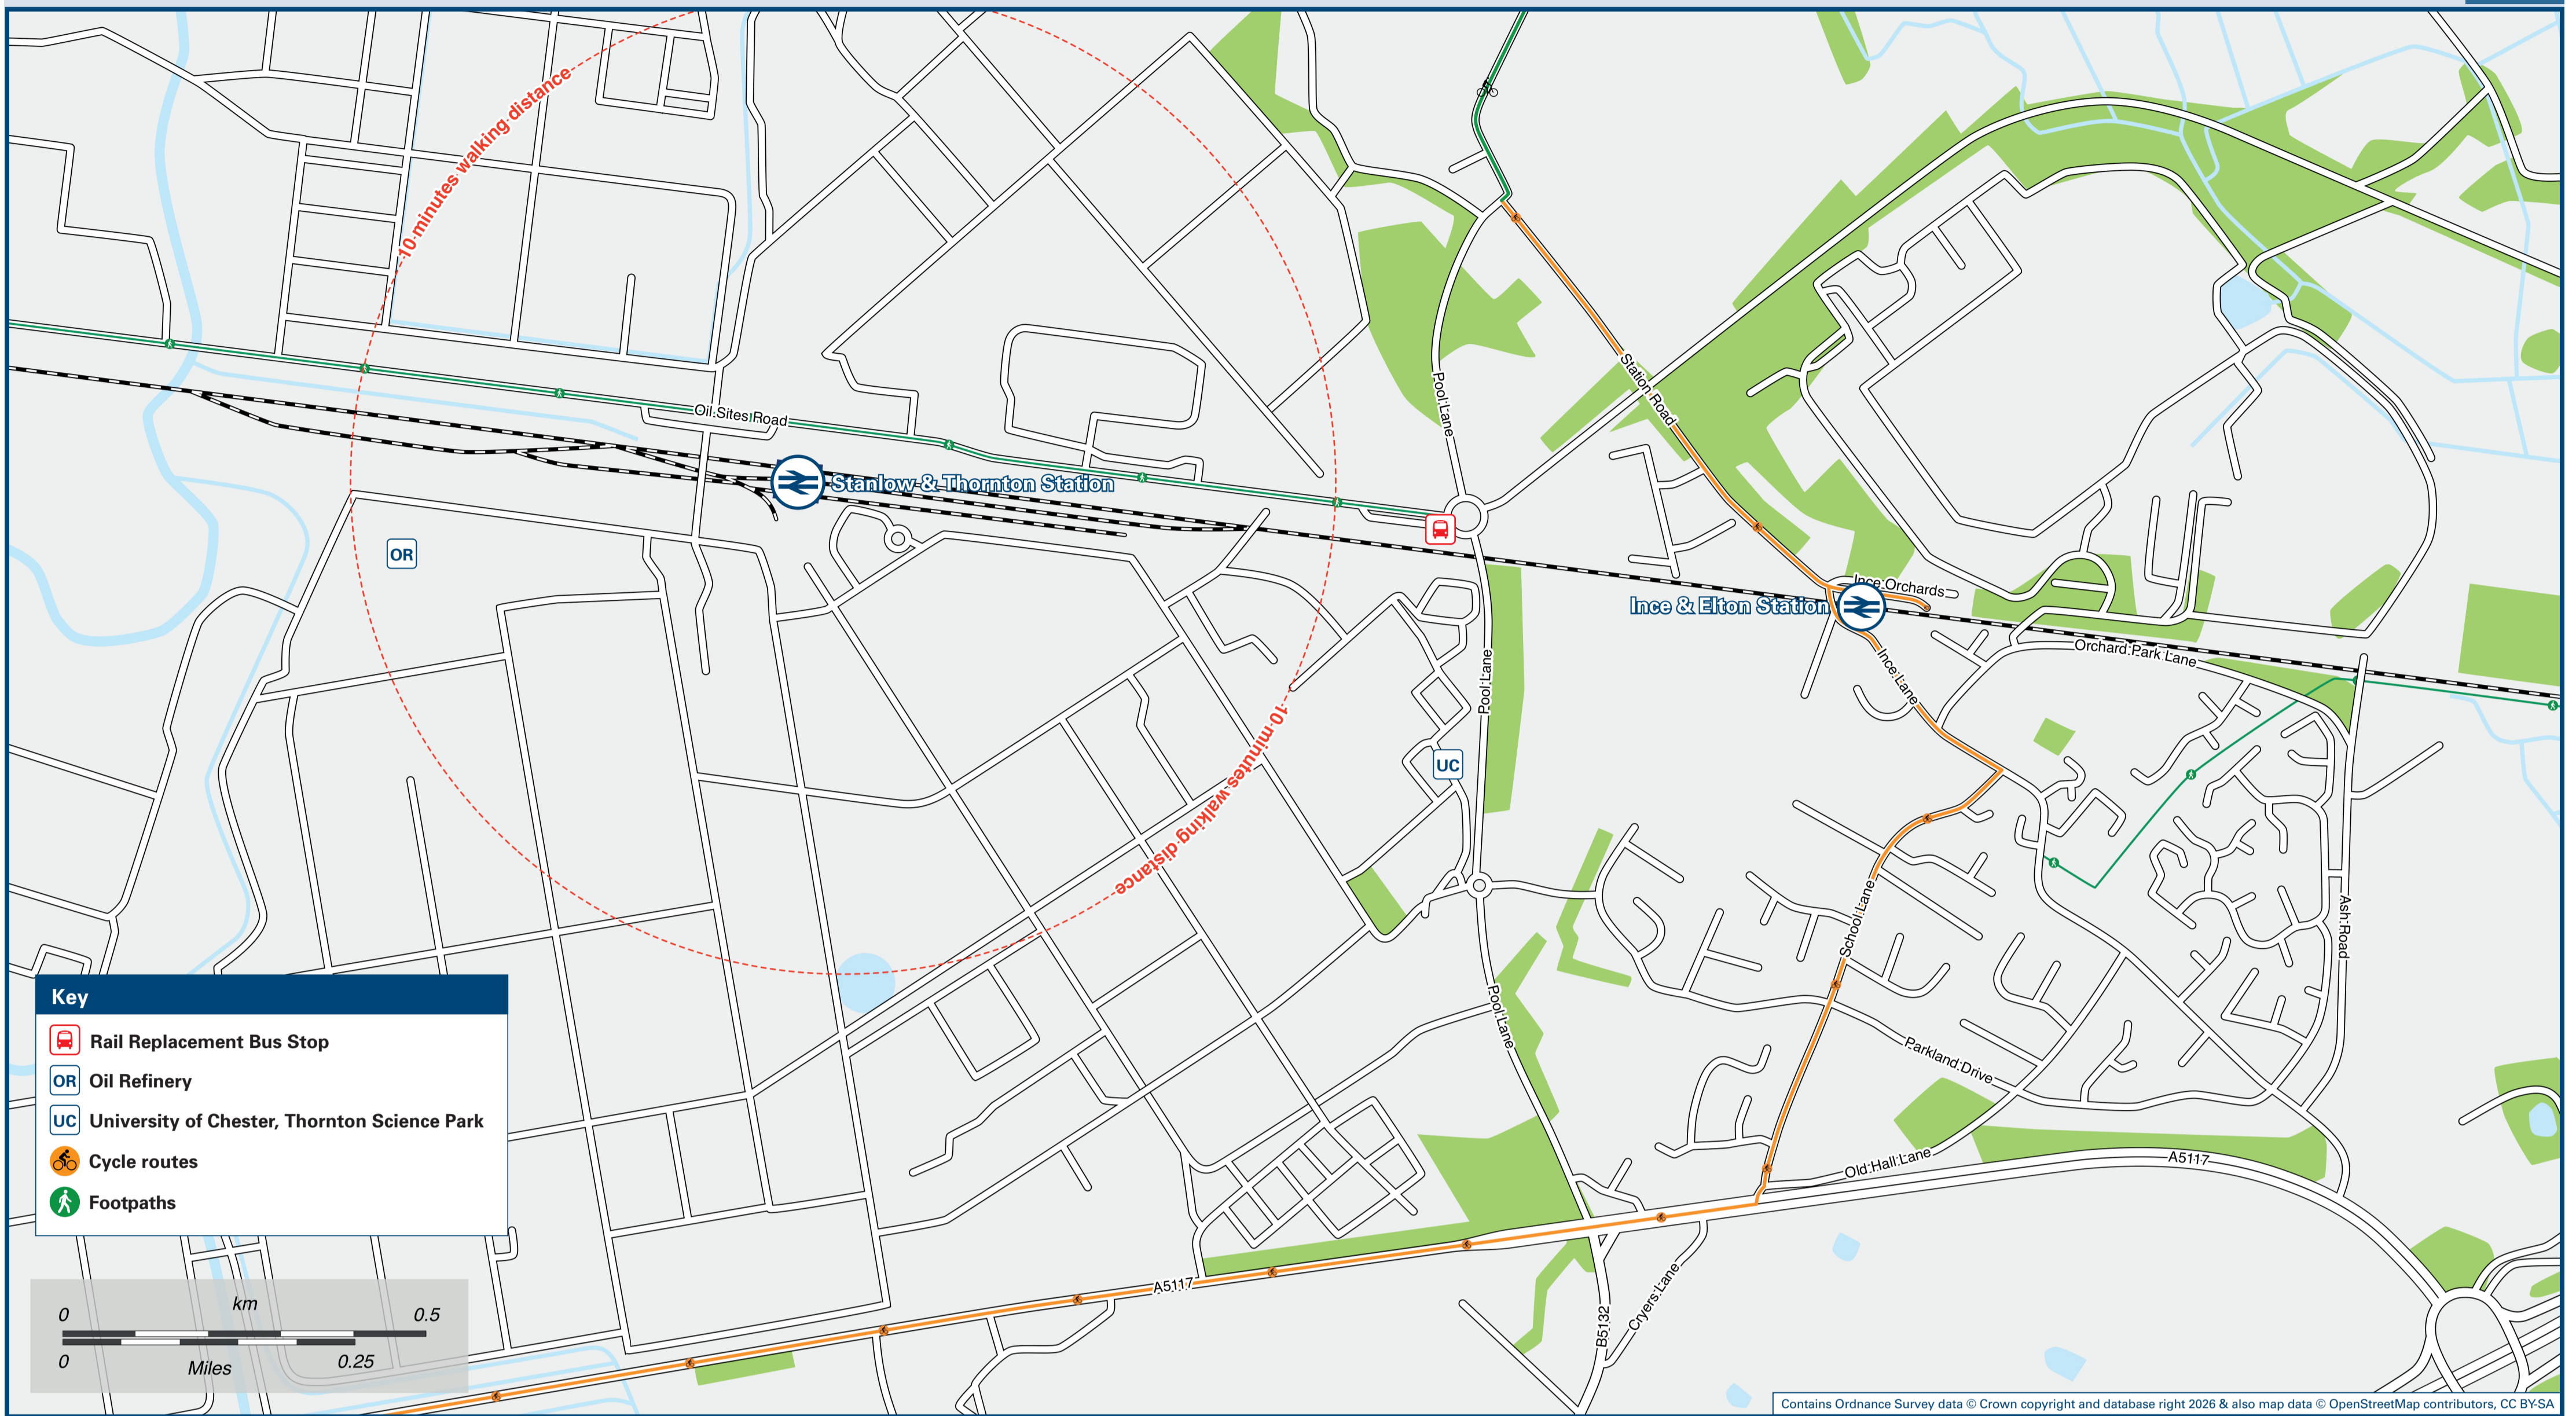 10 minutes walking distance
Pool Lane
Station Road
Oil Sites Road
Stanlow & Thornton Station
OR
Ince Orchards
Ince & Elton Station
Orchard Park Lane
Ince Lane
Pool Lane
10 minutes walking distance
UC
School Lane
Ash Road
Pool Lane
Parkland Drive
Old Hall Lane
A5117
A5117
Cryers Lane
B5132
Key
Rail Replacement Bus Stop
OR Oil Refinery
UC University of Chester, Thornton Science Park
Cycle routes
Footpaths
0 km 0.5
0 Miles 0.25
Contains Ordnance Survey data © Crown copyright and database right 2026 & also map data © OpenStreetMap contributors, CC BY-SA